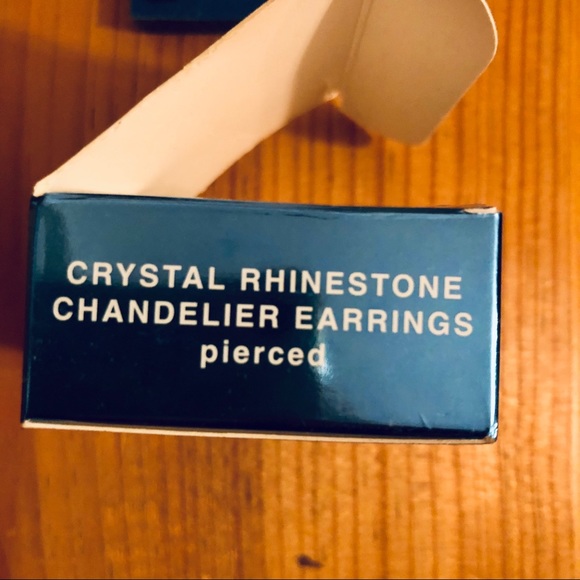 CRYSTAL RHINESTONE
CHANDELIER EARRINGS
pierced